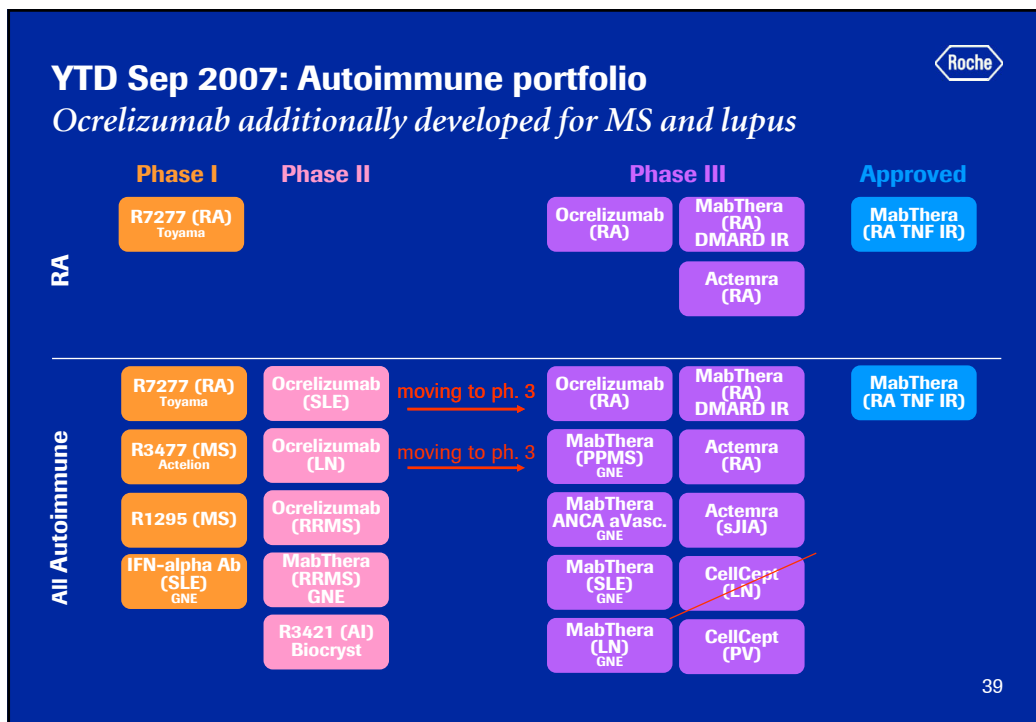 YTD Sep 2007: Autoimmune portfolio
Roche
Ocrelizumab additionally developed for MS and lupus
Phase I
Phase II
Phase III
Approved
RA
R7277 (RA)
Toyama
Ocrelizumab
(RA)
MabThera
(RA)
DMARD IR
MabThera
(RA TNF IR)
Actemra
(RA)
All Autoimmune
R7277 (RA)
Toyama
Ocrelizumab
(SLE)
moving to ph. 3
Ocrelizumab
(RA)
MabThera
(RA)
DMARD IR
MabThera
(RA TNF IR)
R3477 (MS)
Actelion
Ocrelizumab
(LN)
moving to ph. 3
MabThera
(PPMS)
GNE
Actemra
(RA)
R1295 (MS)
Ocrelizumab
(RRMS)
MabThera
ANCA aVasc.
GNE
Actemra
(sJIA)
IFN-alpha Ab
(SLE)
GNE
MabThera
(RRMS)
GNE
MabThera
(SLE)
GNE
CellCept
(LN)
R3421 (AI)
Biocryst
MabThera
(LN)
GNE
CellCept
(PV)
39